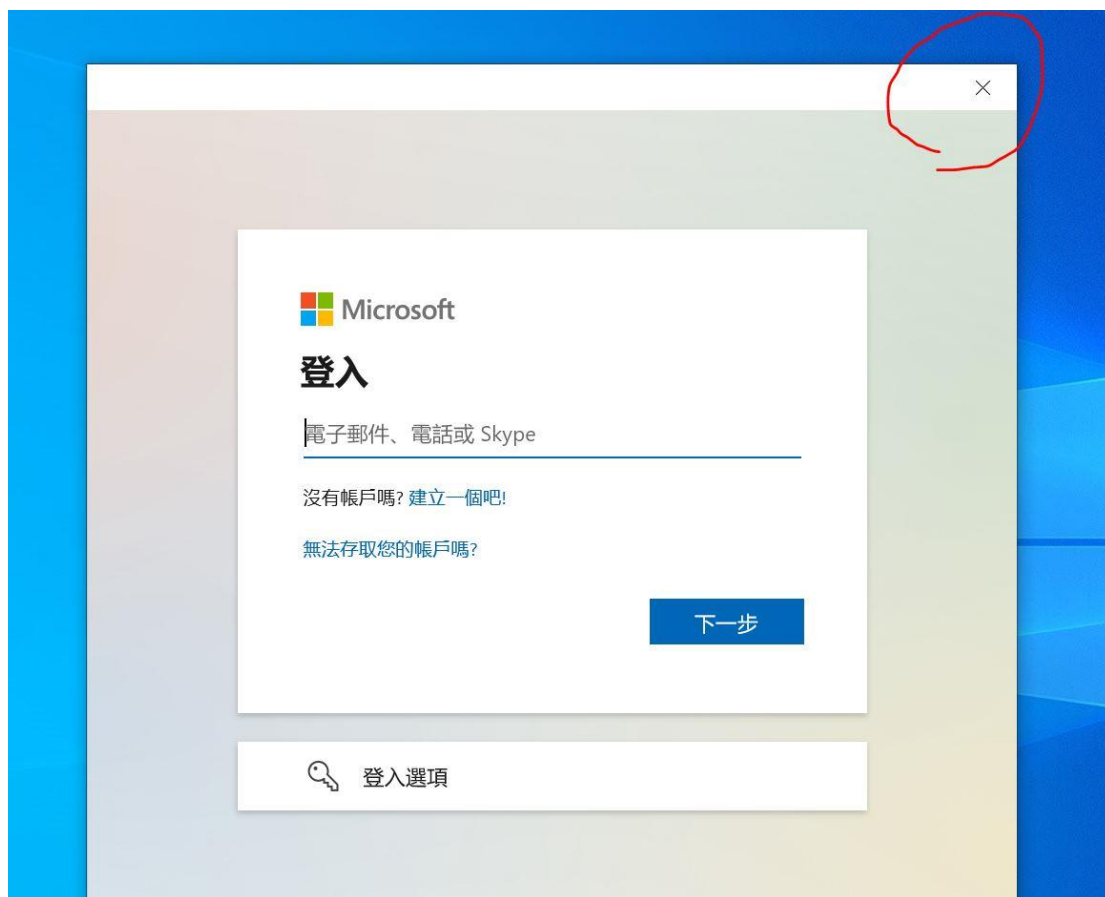 Microsoft
登入
電子郵件、電話或 Skype
沒有帳戶嗎? 建立一個吧!
無法存取您的帳戶嗎?
下一步
登入選項